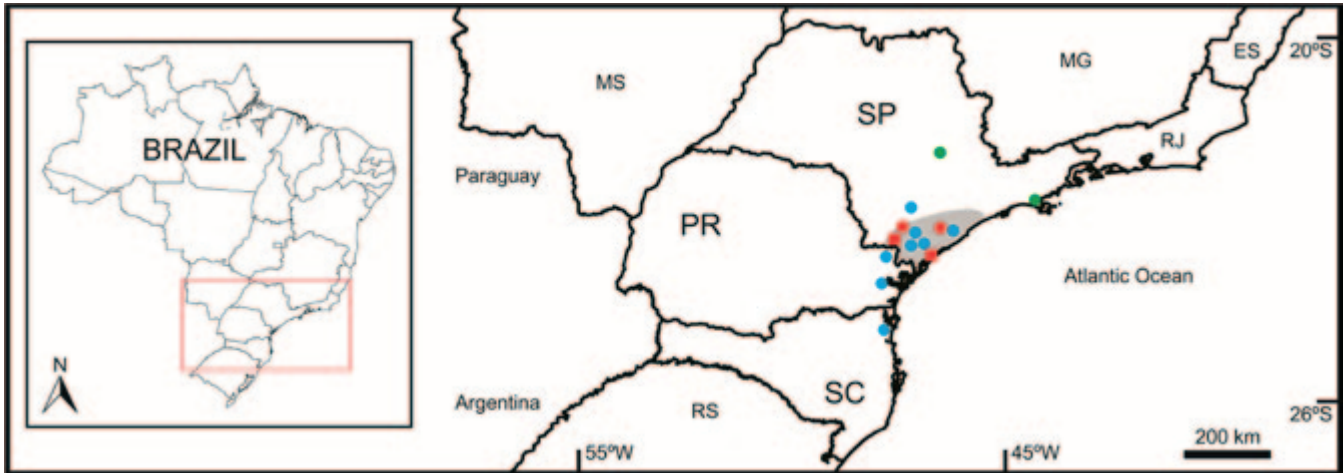 BRAZIL
N
MS
MG
ES
20ºS
SP
RJ
Paraguay
PR
Atlantic Ocean
Argentina
RS
SC
26ºS
55ºW
45ºW
200 km